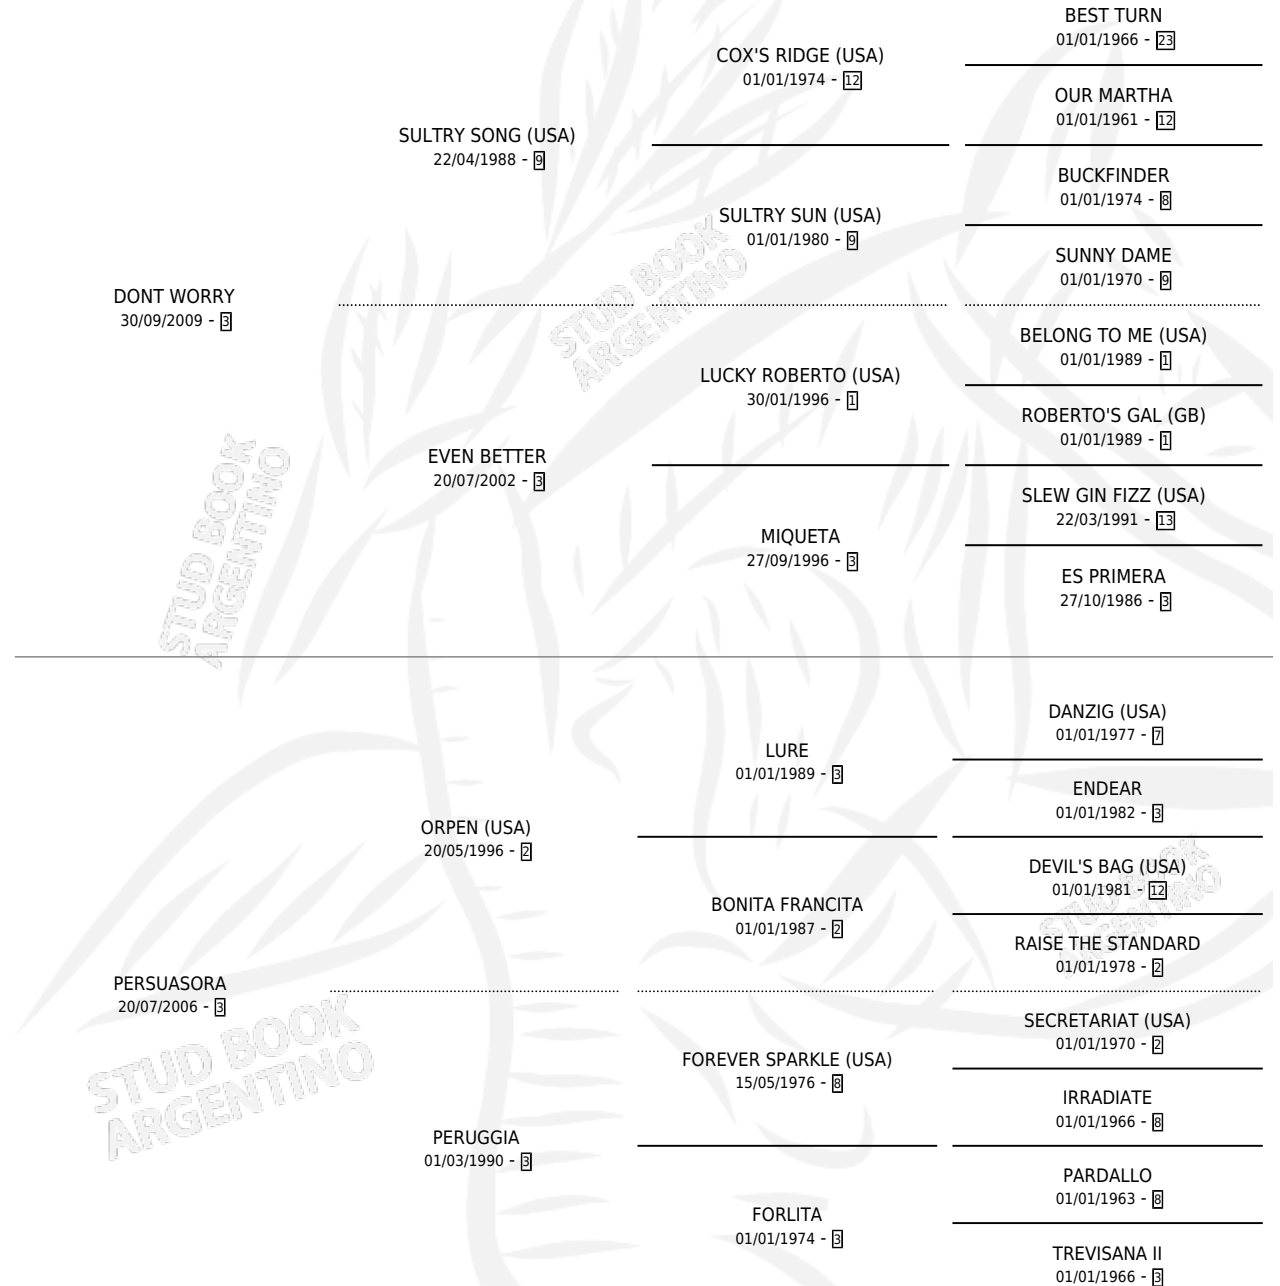 BEST TURN
01/01/1966 - 23
COX'S RIDGE (USA)
01/01/1974 - 12
OUR MARTHA
01/01/1961 - 12
SULTRY SONG (USA)
22/04/1988 - 9
BUCKFINDER
01/01/1974 - 8
SULTRY SUN (USA)
01/01/1980 - 9
SUNNY DAME
01/01/1970 - 9
DONT WORRY
30/09/2009 - 3
STUD BOOK
ARGENTINO
BELONG TO ME (USA)
01/01/1989 - 1
LUCKY ROBERTO (USA)
30/01/1996 - 1
ROBERTO'S GAL (GB)
01/01/1989 - 1
EVEN BETTER
20/07/2002 - 3
SLEW GIN FIZZ (USA)
22/03/1991 - 13
MIQUETA
27/09/1996 - 3
ES PRIMERA
27/10/1986 - 3
STUD BOOK
ARGENTINO
DANZIG (USA)
01/01/1977 - 7
LURE
01/01/1989 - 3
ENDEAR
01/01/1982 - 3
ORPEN (USA)
20/05/1996 - 2
DEVIL'S BAG (USA)
01/01/1981 - 12
BONITA FRANCITA
01/01/1987 - 2
STUD BOOK
ARGENTINO
RAISE THE STANDARD
01/01/1978 - 2
PERSUASORA
20/07/2006 - 3
SECRETARIAT (USA)
01/01/1970 - 2
FOREVER SPARKLE (USA)
15/05/1976 - 8
STUD BOOK
ARGENTINO
IRRADIATE
01/01/1966 - 8
PERUGGIA
01/03/1990 - 3
PARDALLO
01/01/1963 - 8
FORLITA
01/01/1974 - 3
TREVISANA II
01/01/1966 - 3